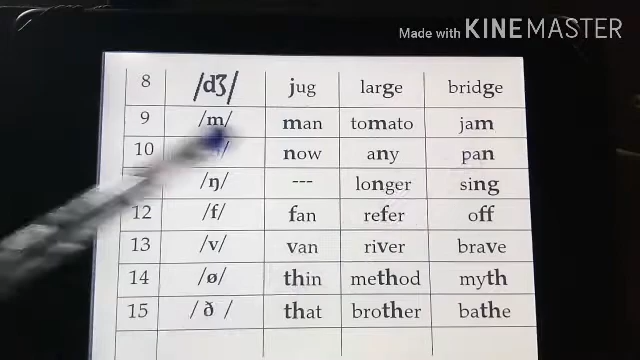 Made with KINEMASTER
8 /dʒ/ jug large bridge
9 /m/ man tomato jam
10 / now any pan
/ŋ/ --- longer sing
12 /f/ fan refer off
13 /v/ van river brave
14 /ø/ thin method myth
15 / ð / that brother bathe